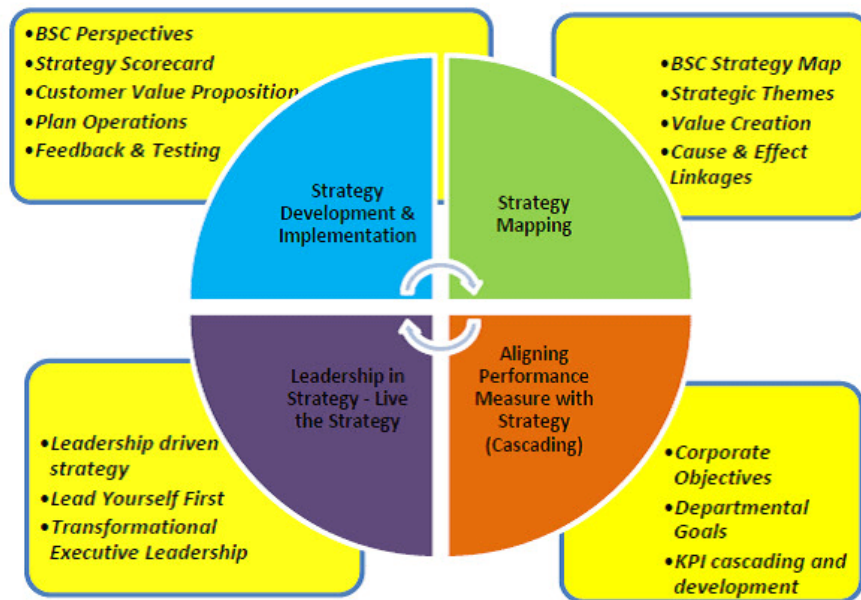 •BSC Perspectives
•Strategy Scorecard
•Customer Value Proposition
•Plan Operations
•Feedback & Testing
•BSC Strategy Map
•Strategic Themes
•Value Creation
•Cause & Effect
Linkages
Strategy
Development &
Implementation
Strategy
Mapping
Leadership in
Strategy - Live
the Strategy
Aligning
Performance
Measure with
Strategy
(Cascading)
•Leadership driven
strategy
•Lead Yourself First
•Transformational
Executive Leadership
•Corporate
Objectives
•Departmental
Goals
•KPI cascading and
development